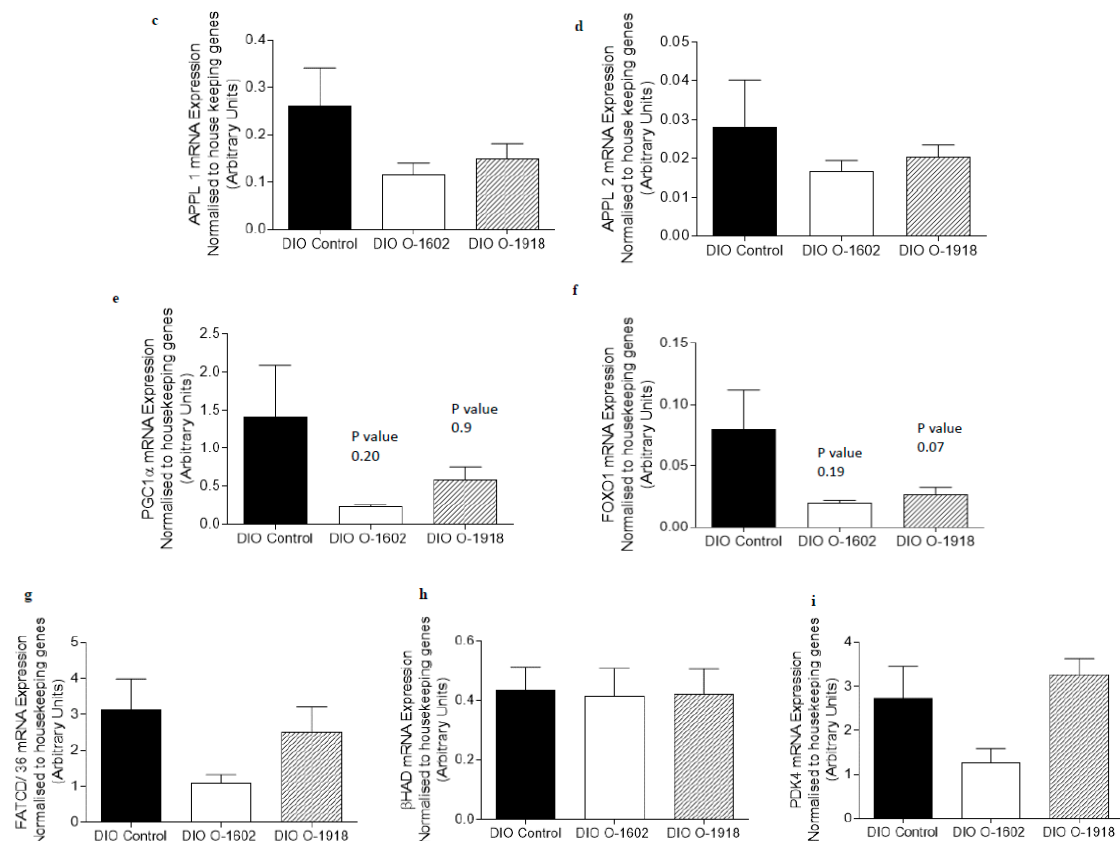 c
APPL 1 mRNA Expression
Normalised to house keeping genes
(Arbitrary Units)
0.4
0.3
0.2
0.1
0.0
DIO Control DIO O-1602 DIO O-1918
d
APPL 2 mRNA Expression
Normalised to house keeping genes
(Arbitrary Units)
0.05
0.04
0.03
0.02
0.01
0.00
DIO Control DIO O-1602 DIO O-1918
e
PGC1α mRNA Expression
Normalised to housekeeping genes
(Arbitrary Units)
2.5
2.0
1.5
1.0
0.5
0.0
P value
0.20
P value
0.9
DIO Control DIO O-1602 DIO O-1918
f
FOXO1 mRNA Expression
Normalised to housekeeping genes
(Arbitrary Units)
0.15
0.10
0.05
0.00
P value
0.19
P value
0.07
DIO Control DIO O-1602 DIO O-1918
g
FATCD/ 36 mRNA Expression
Normalised to housekeeping genes
(Arbitrary Units)
5
4
3
2
1
0
DIO Control DIO O-1602 DIO O-1918
h
βHAD mRNA Expression
Normalised to housekeeping genes
(Arbitrary Units)
0.6
0.4
0.2
0.0
DIO Control DIO O-1602 DIO O-1918
i
PDK4 mRNA Expression
Normalised to housekeeping genes
(Arbitrary Units)
4
3
2
1
0
DIO Control DIO O-1602 DIO O-1918